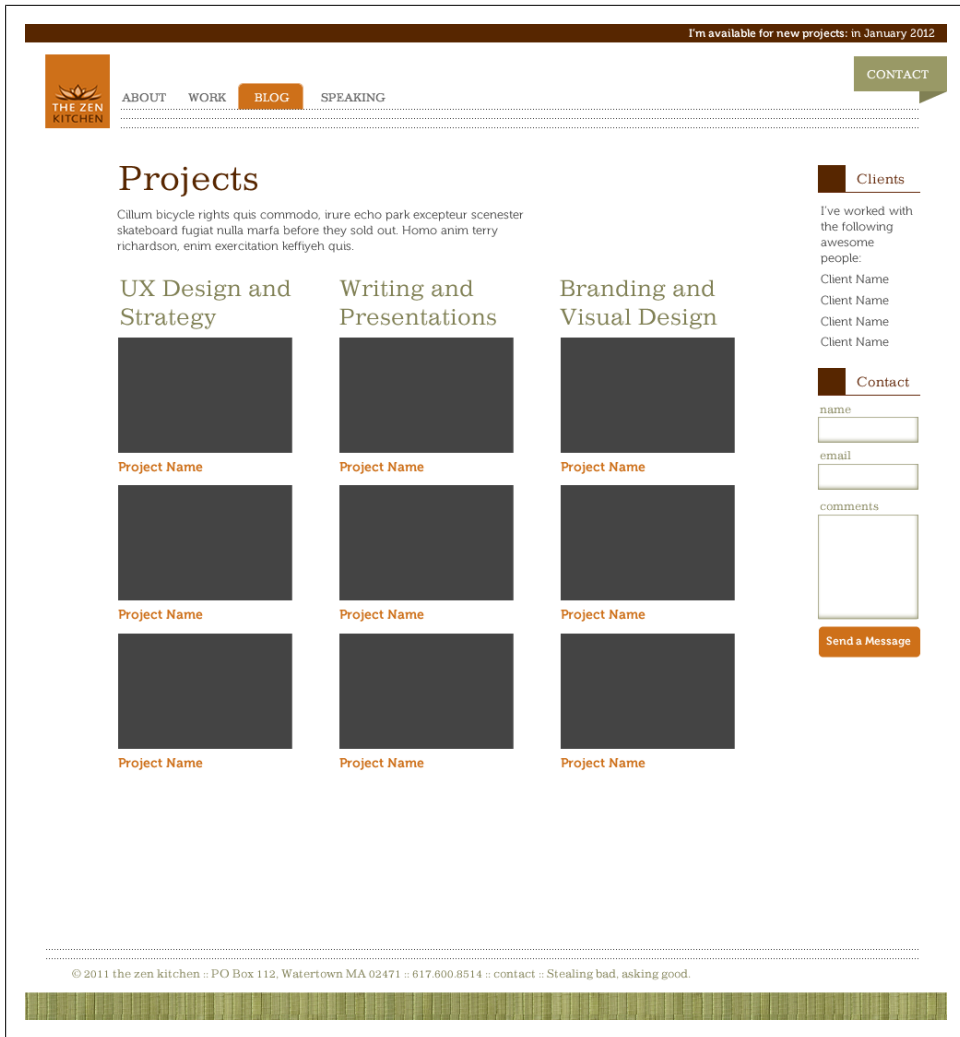 I'm available for new projects: in January 2012
CONTACT
THE ZEN
KITCHEN
ABOUT WORK BLOG SPEAKING
Projects
Cillum bicycle rights quis commodo, irure echo park excepteur scenester
skateboard fugiat nulla marfa before they sold out. Homo anim terry
richardson, enim exercitation keffiyeh quis.
UX Design and
Strategy
Project Name
Project Name
Project Name
Writing and
Presentations
Project Name
Project Name
Project Name
Branding and
Visual Design
Project Name
Project Name
Project Name
Clients
I've worked with
the following
awesome
people:
Client Name
Client Name
Client Name
Client Name
Contact
name
email
comments
Send a Message
© 2011 the zen kitchen :: PO Box 112, Watertown MA 02471 :: 617.600.8514 :: contact :: Stealing bad, asking good.